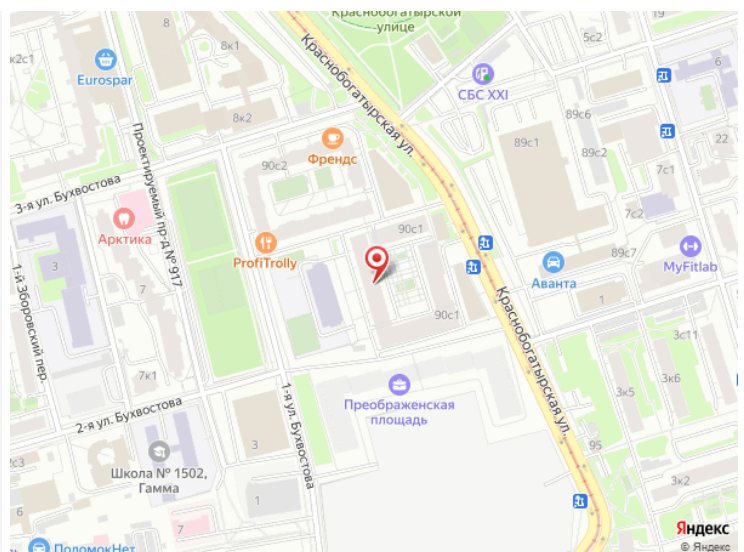 Краснобогатырской
улице
19
8
8к1
5с2
к2с1
Eurospar
Краснобогатырская ул.
СБС XXI
6
8к2
89с6
Проектируемый пр-д № 917
Френдс
89с1
89с2
22
90с2
7с1
3-я ул. Бухвостова
7с2
Арктика
90с1
ProfiTrolly
89с7
MyFitlab
3
7
Аванта
1-й Зборовский пер.
1
Краснобогатырская ул.
90с1
3с11
7к1
3к5
3к6
Преображенская
площадь
2-я ул. Бухвостова
1-я ул. Бухвостова
3
95
2с3
Школа № 1502,
Гамма
3к2
1
7
ПоломокНет
Яндекс
© Яндекс